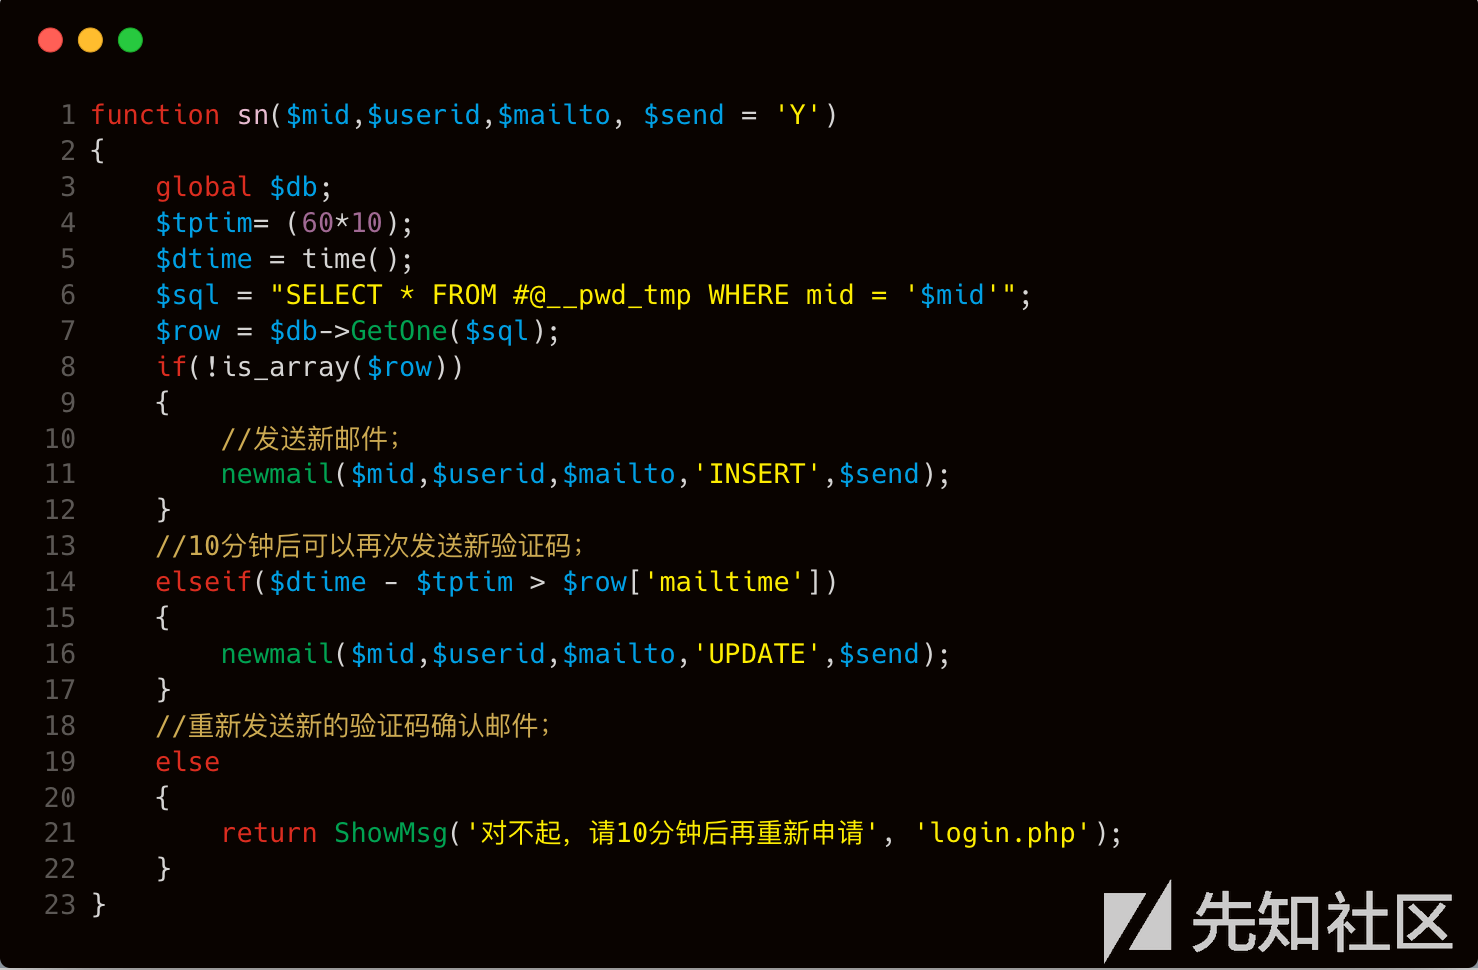 1 function sn($mid,$userid,$mailto, $send = 'Y')
2 {
3     global $db;
4     $tptim= (60*10);
5     $dtime = time();
6     $sql = "SELECT * FROM #@__pwd_tmp WHERE mid = '$mid'";
7     $row = $db->GetOne($sql);
8     if(!is_array($row))
9     {
10         //发送新邮件；
11         newmail($mid,$userid,$mailto,'INSERT',$send);
12     }
13     //10分钟后可以再次发送新验证码；
14     elseif($dtime - $tptim > $row['mailtime'])
15     {
16         newmail($mid,$userid,$mailto,'UPDATE',$send);
17     }
18     //重新发送新的验证码确认邮件；
19     else
20     {
21         return ShowMsg('对不起，请10分钟后再重新申请', 'login.php');
22     }
23 }
先知社区